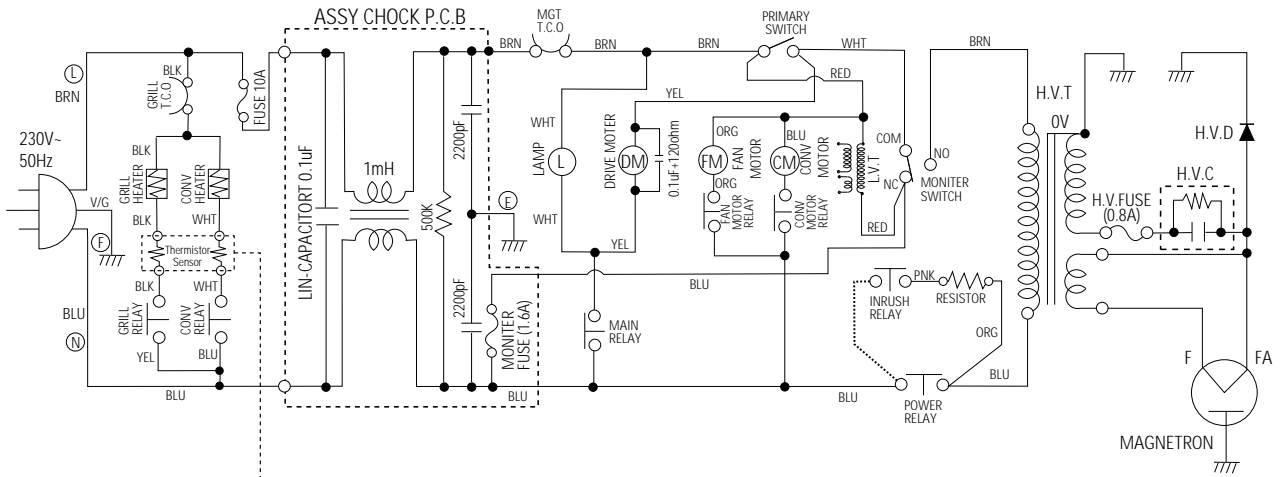 ASSY CHOCK P.C.B
MGT
T.C.O
PRIMARY
SWITCH
BRN
BRN
BRN
WHT
BRN
L
BRN
BLK
GRILL
T.C.O
FUSE 10A
RED
YEL
H.V.T
0V
H.V.D
230V~
50Hz
BLK
GRILL
HEATER
CONV
HEATER
V/G
F
BLK
WHT
Thermistor
Sensor
BLK
WHT
GRILL
RELAY
CONV
RELAY
YEL
BLU
BLU
N
BLU
LIN-CAPACITORT 0.1uF
1mH
500K
2200pF
2200pF
E
MONITER
FUSE (1.6A)
WHT
LAMP
L
WHT
DRIVE MOTER
DM
0.1uF+120ohm
YEL
MAIN
RELAY
ORG
FM
FAN
MOTOR
ORG
FAN
MOTOR RELAY
BLU
CM
CONV
MOTOR
CONV
MOTOR RELAY
L.V.T
RED
COM
NC
NO
MONITER
SWITCH
BLU
INRUSH
RELAY
PNK
RESISTOR
ORG
BLU
POWER
RELAY
BLU
H.V.FUSE
(0.8A)
H.V.C
F
FA
MAGNETRON